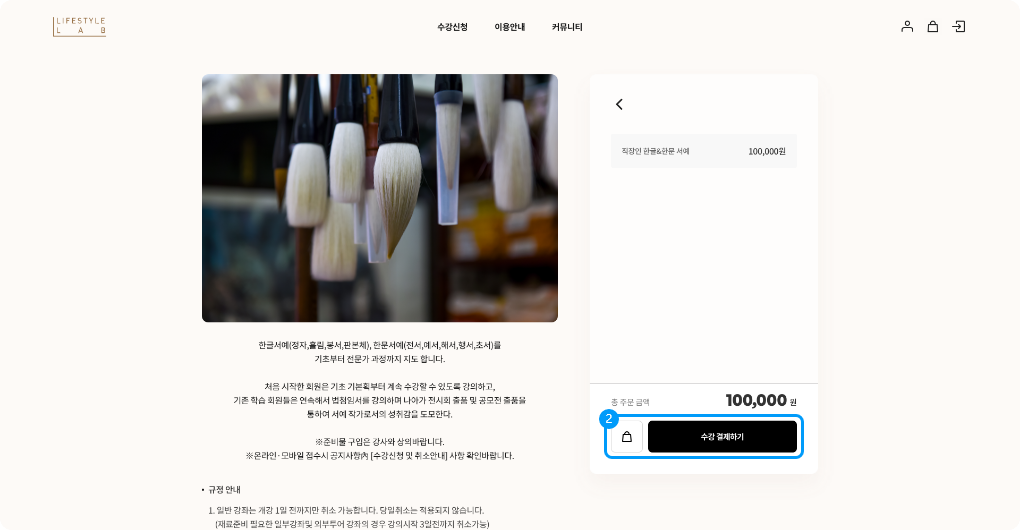 LIFESTYLE
LAB
수강신청 이용안내 커뮤니티
한글서예(정자,흘림,봉서,판본체), 한문서예(전서,예서,해서,행서,초서)를
기초부터 전문가 과정까지 지도 합니다.
처음 시작한 회원은 기초 기본획부터 계속 수강할 수 있도록 강의하고,
기존 학습 회원들은 연속해서 법첩임서를 강의하며 나아가 전시회 출품 및 공모전 출품을
통하여 서예 작가로서의 성취감을 도모한다.
※준비물 구입은 강사와 상의바랍니다.
※온라인·모바일 접수시 공지사항內 [수강신청 및 취소안내] 사항 확인바랍니다.
• 규정 안내
1. 일반 강좌는 개강 1일 전까지만 취소 가능합니다. 당일취소는 적용되지 않습니다.
(재료준비 필요한 일부강좌및 외부투어 강좌의 경우 강의시작 3일전까지 취소가능)
직장인 한글&한문 서예 100,000원
총 주문 금액 100,000 원
2
수강 결제하기